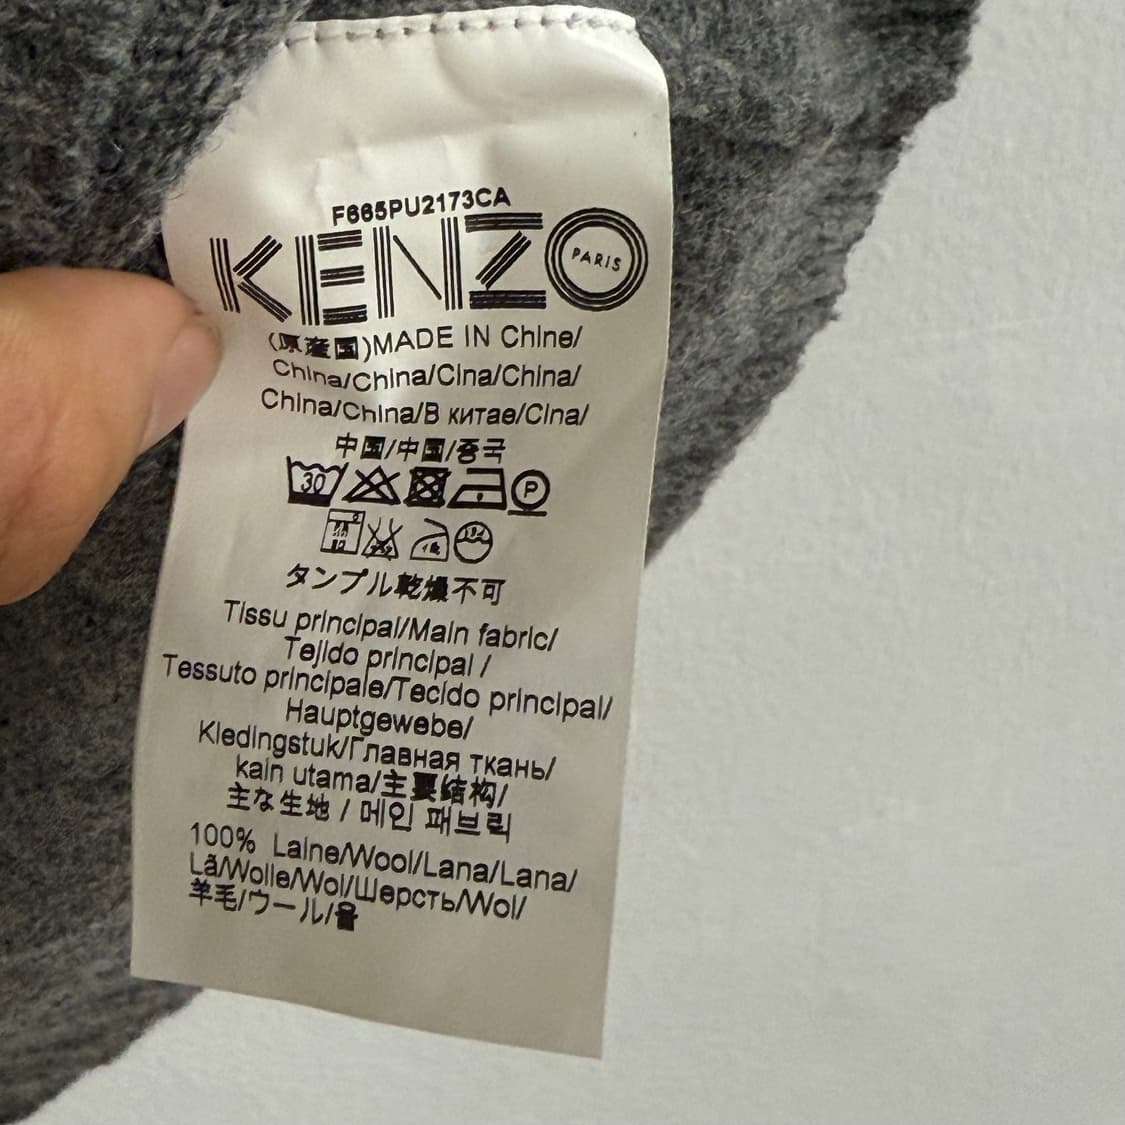 F665PU2173CA
KENZO
PARIS
(原産国)MADE IN Chine/
China/China/Cina/China/
China/China/В китае/Cina/
中国/中国/중국
30 P
タンプル乾燥不可
Tissu principal/Main fabric/
Tejido principal /
Tessuto principale/Tecido principal/
Hauptgewebe/
Kledingstuk/Главная ткань/
kain utama/主要结构/
主な生地 / 메인 패브릭
100% Laine/Wool/Lana/Lana/
Lã/Wolle/Wol/Шерсть/Wol/
羊毛/ウール/울